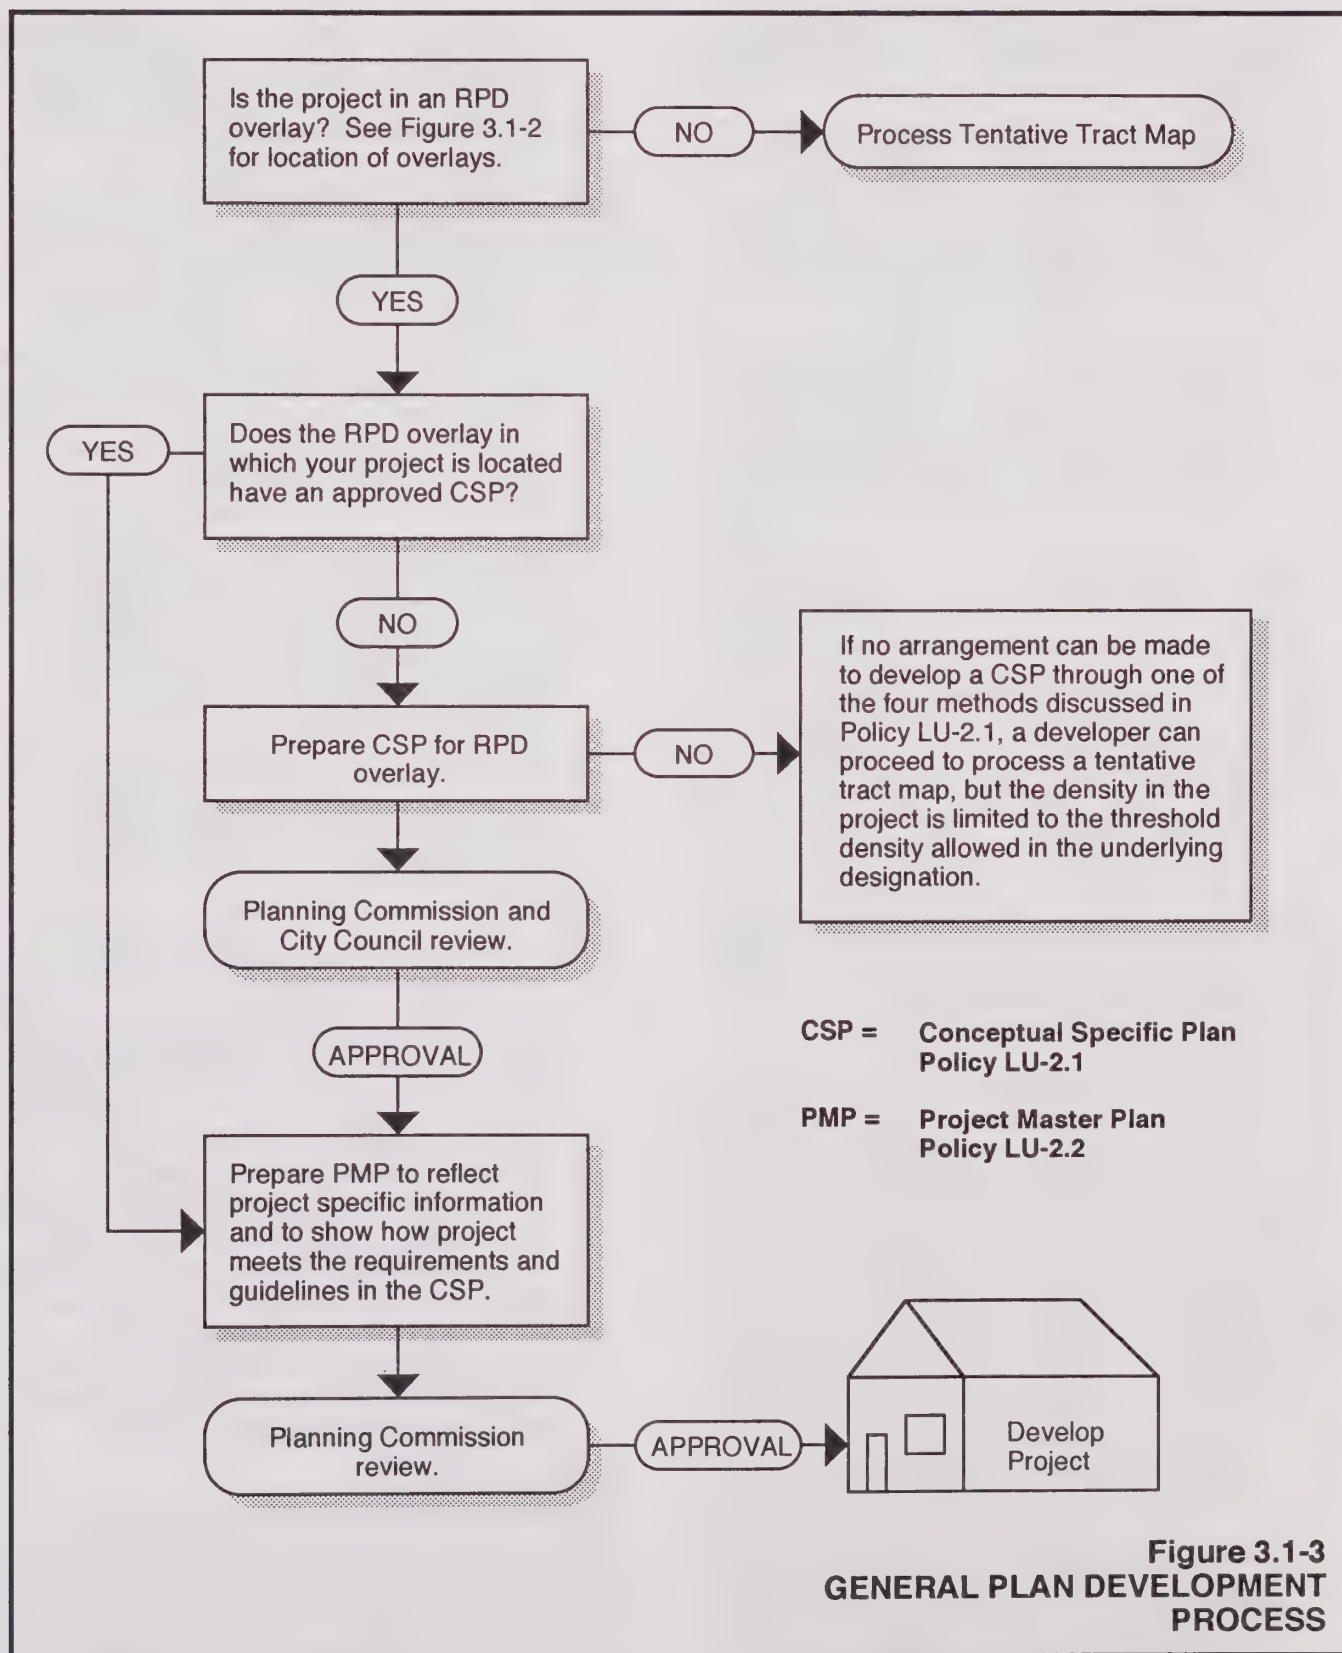 Is the project in an RPD
overlay? See Figure 3.1-2
for location of overlays.
NO
Process Tentative Tract Map
YES
YES
Does the RPD overlay in
which your project is located
have an approved CSP?
NO
If no arrangement can be made
to develop a CSP through one of
the four methods discussed in
Policy LU-2.1, a developer can
proceed to process a tentative
tract map, but the density in the
project is limited to the threshold
density allowed in the underlying
designation.
Prepare CSP for RPD
overlay.
NO
Planning Commission and
City Council review.
APPROVAL
CSP = Conceptual Specific Plan
Policy LU-2.1
PMP = Project Master Plan
Policy LU-2.2
Prepare PMP to reflect
project specific information
and to show how project
meets the requirements and
guidelines in the CSP.
Planning Commission
review.
APPROVAL
Develop
Project
Figure 3.1-3
GENERAL PLAN DEVELOPMENT
PROCESS